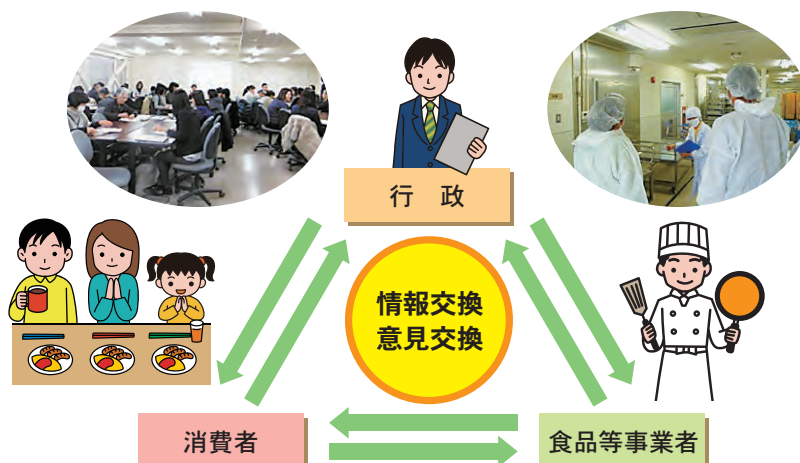 行政
情報交換
意見交換
消費者
食品等事業者